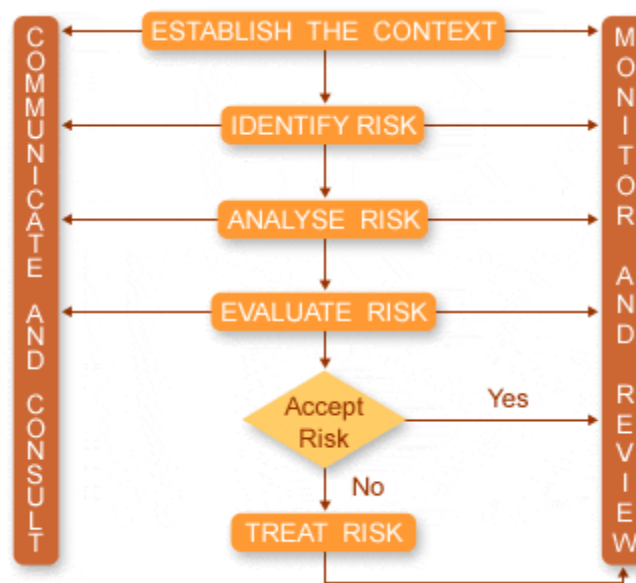 ESTABLISH THE CONTEXT
IDENTIFY RISK
ANALYSE RISK
EVALUATE RISK
Accept
Risk
Yes
No
TREAT RISK
COMMUNICATE AND CONSULT
MONITOR AND REVIEW